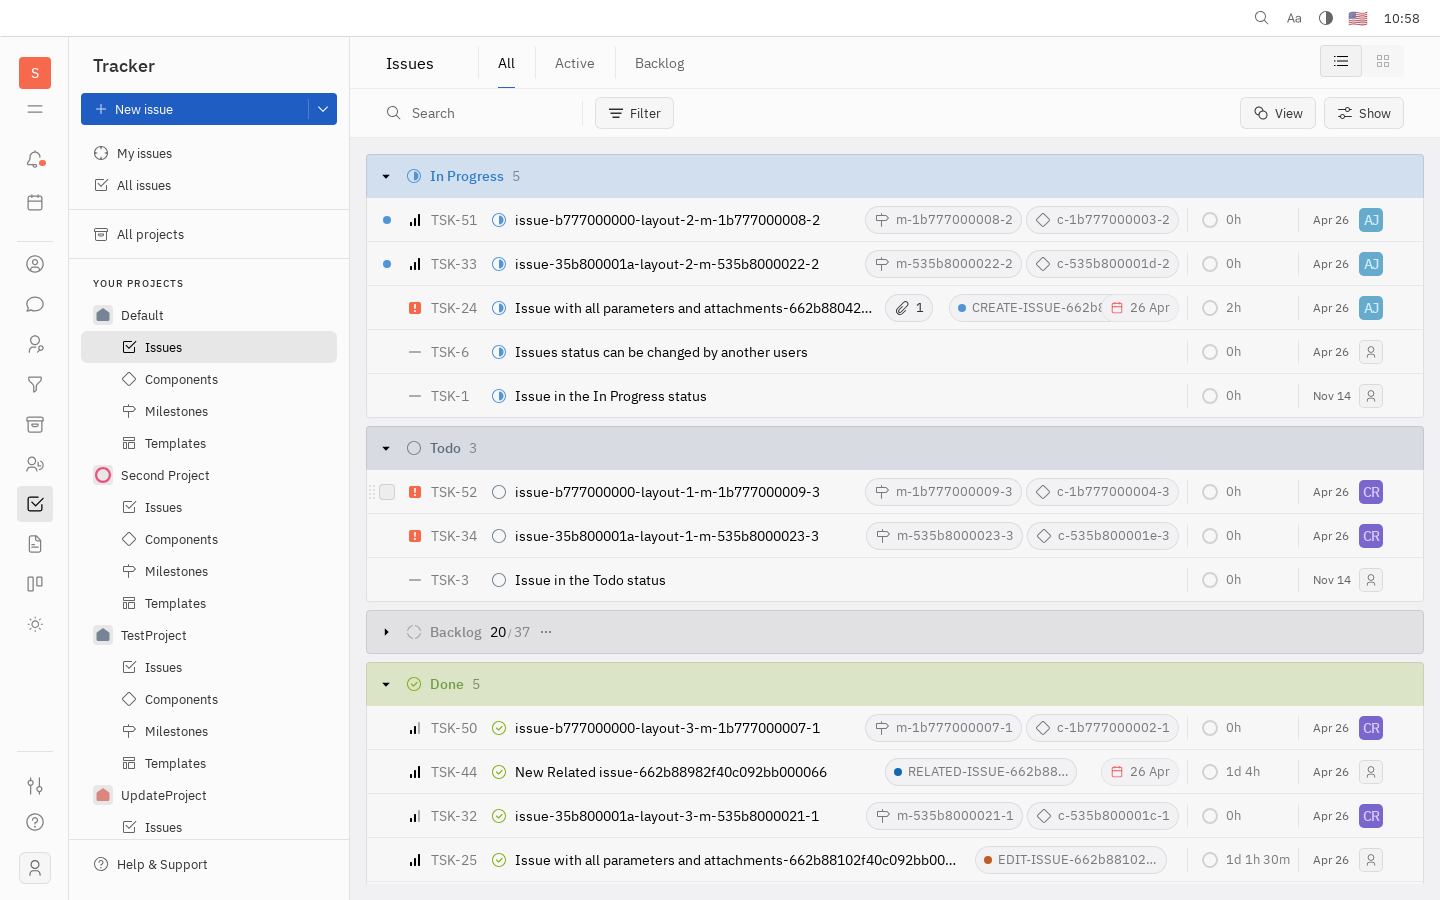 Aa 10:58
S
Tracker
New issue
My issues
All issues
All projects
YOUR PROJECTS
Default
Issues
Components
Milestones
Templates
Second Project
Issues
Components
Milestones
Templates
TestProject
Issues
Components
Milestones
Templates
UpdateProject
Issues
Help & Support
Issues All Active Backlog
Search Filter View Show
In Progress 5
TSK-51 issue-b777000000-layout-2-m-1b777000008-2 m-1b777000008-2 c-1b777000003-2 0h Apr 26 AJ
TSK-33 issue-35b800001a-layout-2-m-535b8000022-2 m-535b8000022-2 c-535b800001d-2 0h Apr 26 AJ
TSK-24 Issue with all parameters and attachments-662b88042... 1 CREATE-ISSUE-662b8 26 Apr 2h Apr 26 AJ
TSK-6 Issues status can be changed by another users 0h Apr 26
TSK-1 Issue in the In Progress status 0h Nov 14
Todo 3
TSK-52 issue-b777000000-layout-1-m-1b777000009-3 m-1b777000009-3 c-1b777000004-3 0h Apr 26 CR
TSK-34 issue-35b800001a-layout-1-m-535b8000023-3 m-535b8000023-3 c-535b800001e-3 0h Apr 26 CR
TSK-3 Issue in the Todo status 0h Nov 14
Backlog 20/37 ...
Done 5
TSK-50 issue-b777000000-layout-3-m-1b777000007-1 m-1b777000007-1 c-1b777000002-1 0h Apr 26 CR
TSK-44 New Related issue-662b88982f40c092bb000066 RELATED-ISSUE-662b88... 26 Apr 1d 4h Apr 26
TSK-32 issue-35b800001a-layout-3-m-535b8000021-1 m-535b8000021-1 c-535b800001c-1 0h Apr 26 CR
TSK-25 Issue with all parameters and attachments-662b88102f40c092bb00... EDIT-ISSUE-662b88102... 1d 1h 30m Apr 26